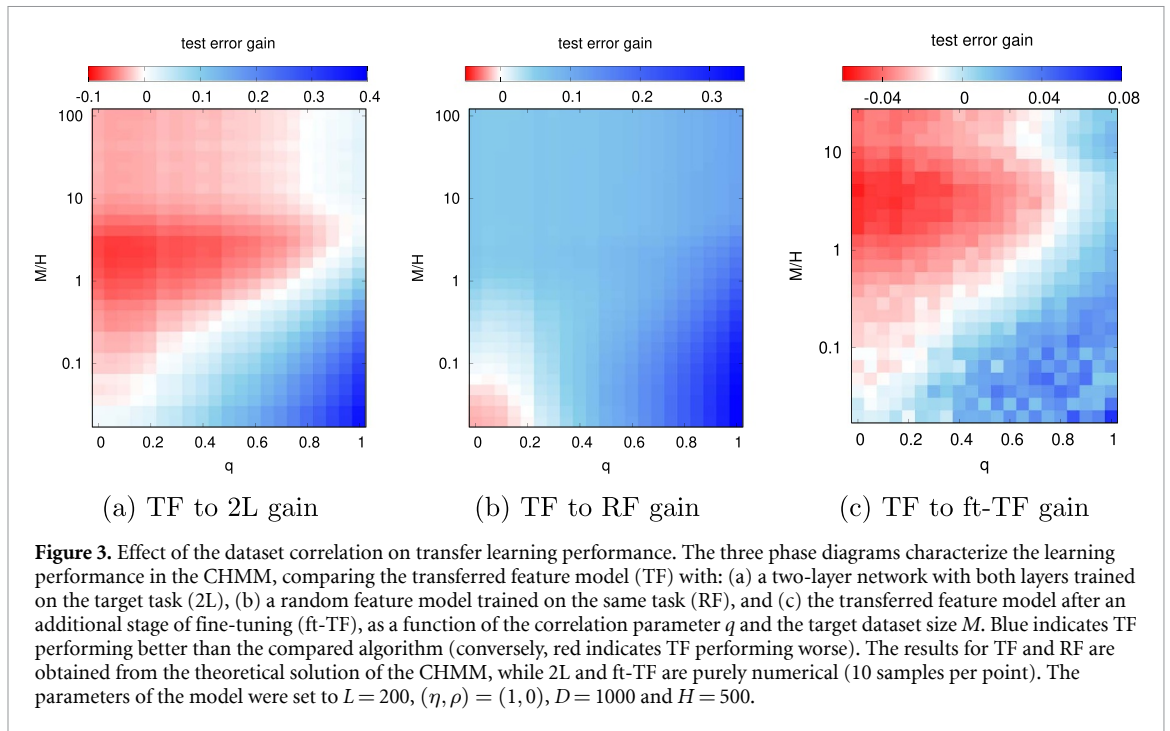 test error gain
-0.1 0 0.1 0.2 0.3 0.4
100
10
1
0.1
M/H
0 0.2 0.4 0.6 0.8 1
q
(a) TF to 2L gain
test error gain
0 0.1 0.2 0.3
100
10
1
0.1
M/H
0 0.2 0.4 0.6 0.8 1
q
(b) TF to RF gain
test error gain
-0.04 0 0.04 0.08
10
1
0.1
M/H
0 0.2 0.4 0.6 0.8 1
q
(c) TF to ft-TF gain
Figure 3. Effect of the dataset correlation on transfer learning performance. The three phase diagrams characterize the learning
performance in the CHMM, comparing the transferred feature model (TF) with: (a) a two-layer network with both layers trained
on the target task (2L), (b) a random feature model trained on the same task (RF), and (c) the transferred feature model after an
additional stage of fine-tuning (ft-TF), as a function of the correlation parameter q and the target dataset size M. Blue indicates TF
performing better than the compared algorithm (conversely, red indicates TF performing worse). The results for TF and RF are
obtained from the theoretical solution of the CHMM, while 2L and ft-TF are purely numerical (10 samples per point). The
parameters of the model were set to L = 200, (η, ρ) = (1, 0), D = 1000 and H = 500.